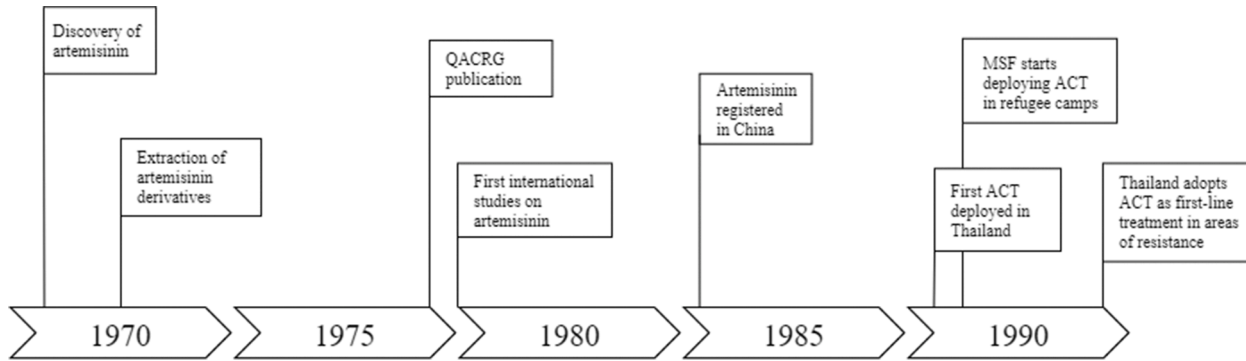 Discovery of
artemisinin
Extraction of
artemisinin
derivatives
QACRG
publication
First international
studies on
artemisinin
Artemisinin
registered
in China
MSF starts
deploying ACT
in refugee camps
First ACT
deployed in
Thailand
Thailand adopts
ACT as first-line
treatment in areas
of resistance
1970
1975
1980
1985
1990